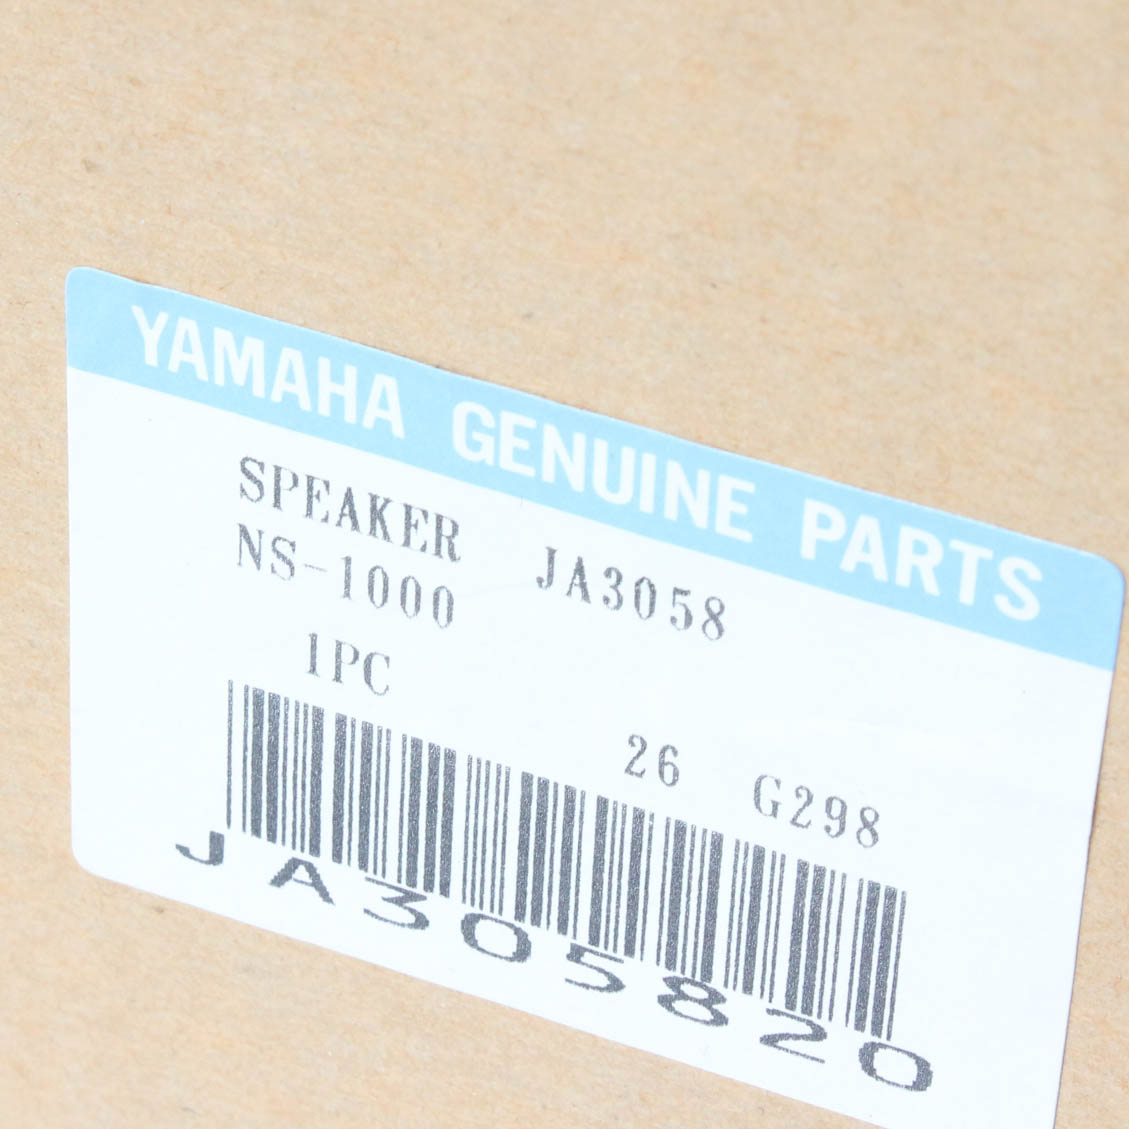 YAMAHA GENUINE PARTS
SPEAKER JA3058
NS-1000
1PC
26 G298
JA305820